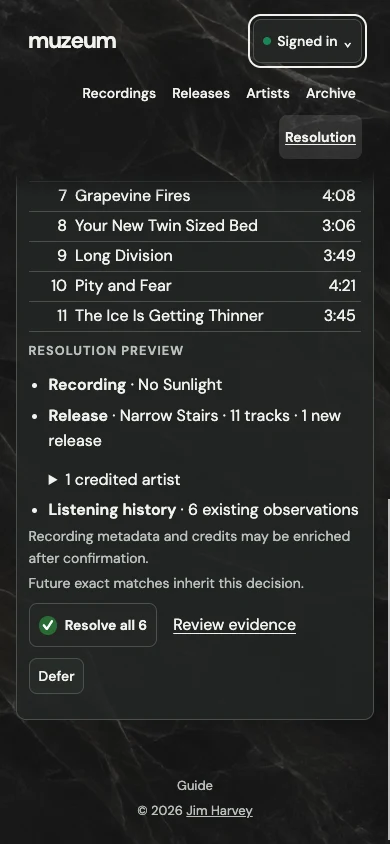 muzeum
Signed in
Recordings Releases Artists Archive
Resolution
7 Grapevine Fires 4:08
8 Your New Twin Sized Bed 3:06
9 Long Division 3:49
10 Pity and Fear 4:21
11 The Ice Is Getting Thinner 3:45
RESOLUTION PREVIEW
• Recording · No Sunlight
• Release · Narrow Stairs · 11 tracks · 1 new
release
▶ 1 credited artist
• Listening history · 6 existing observations
Recording metadata and credits may be enriched
after confirmation.
Future exact matches inherit this decision.
Resolve all 6 Review evidence
Defer
Guide
© 2026 Jim Harvey